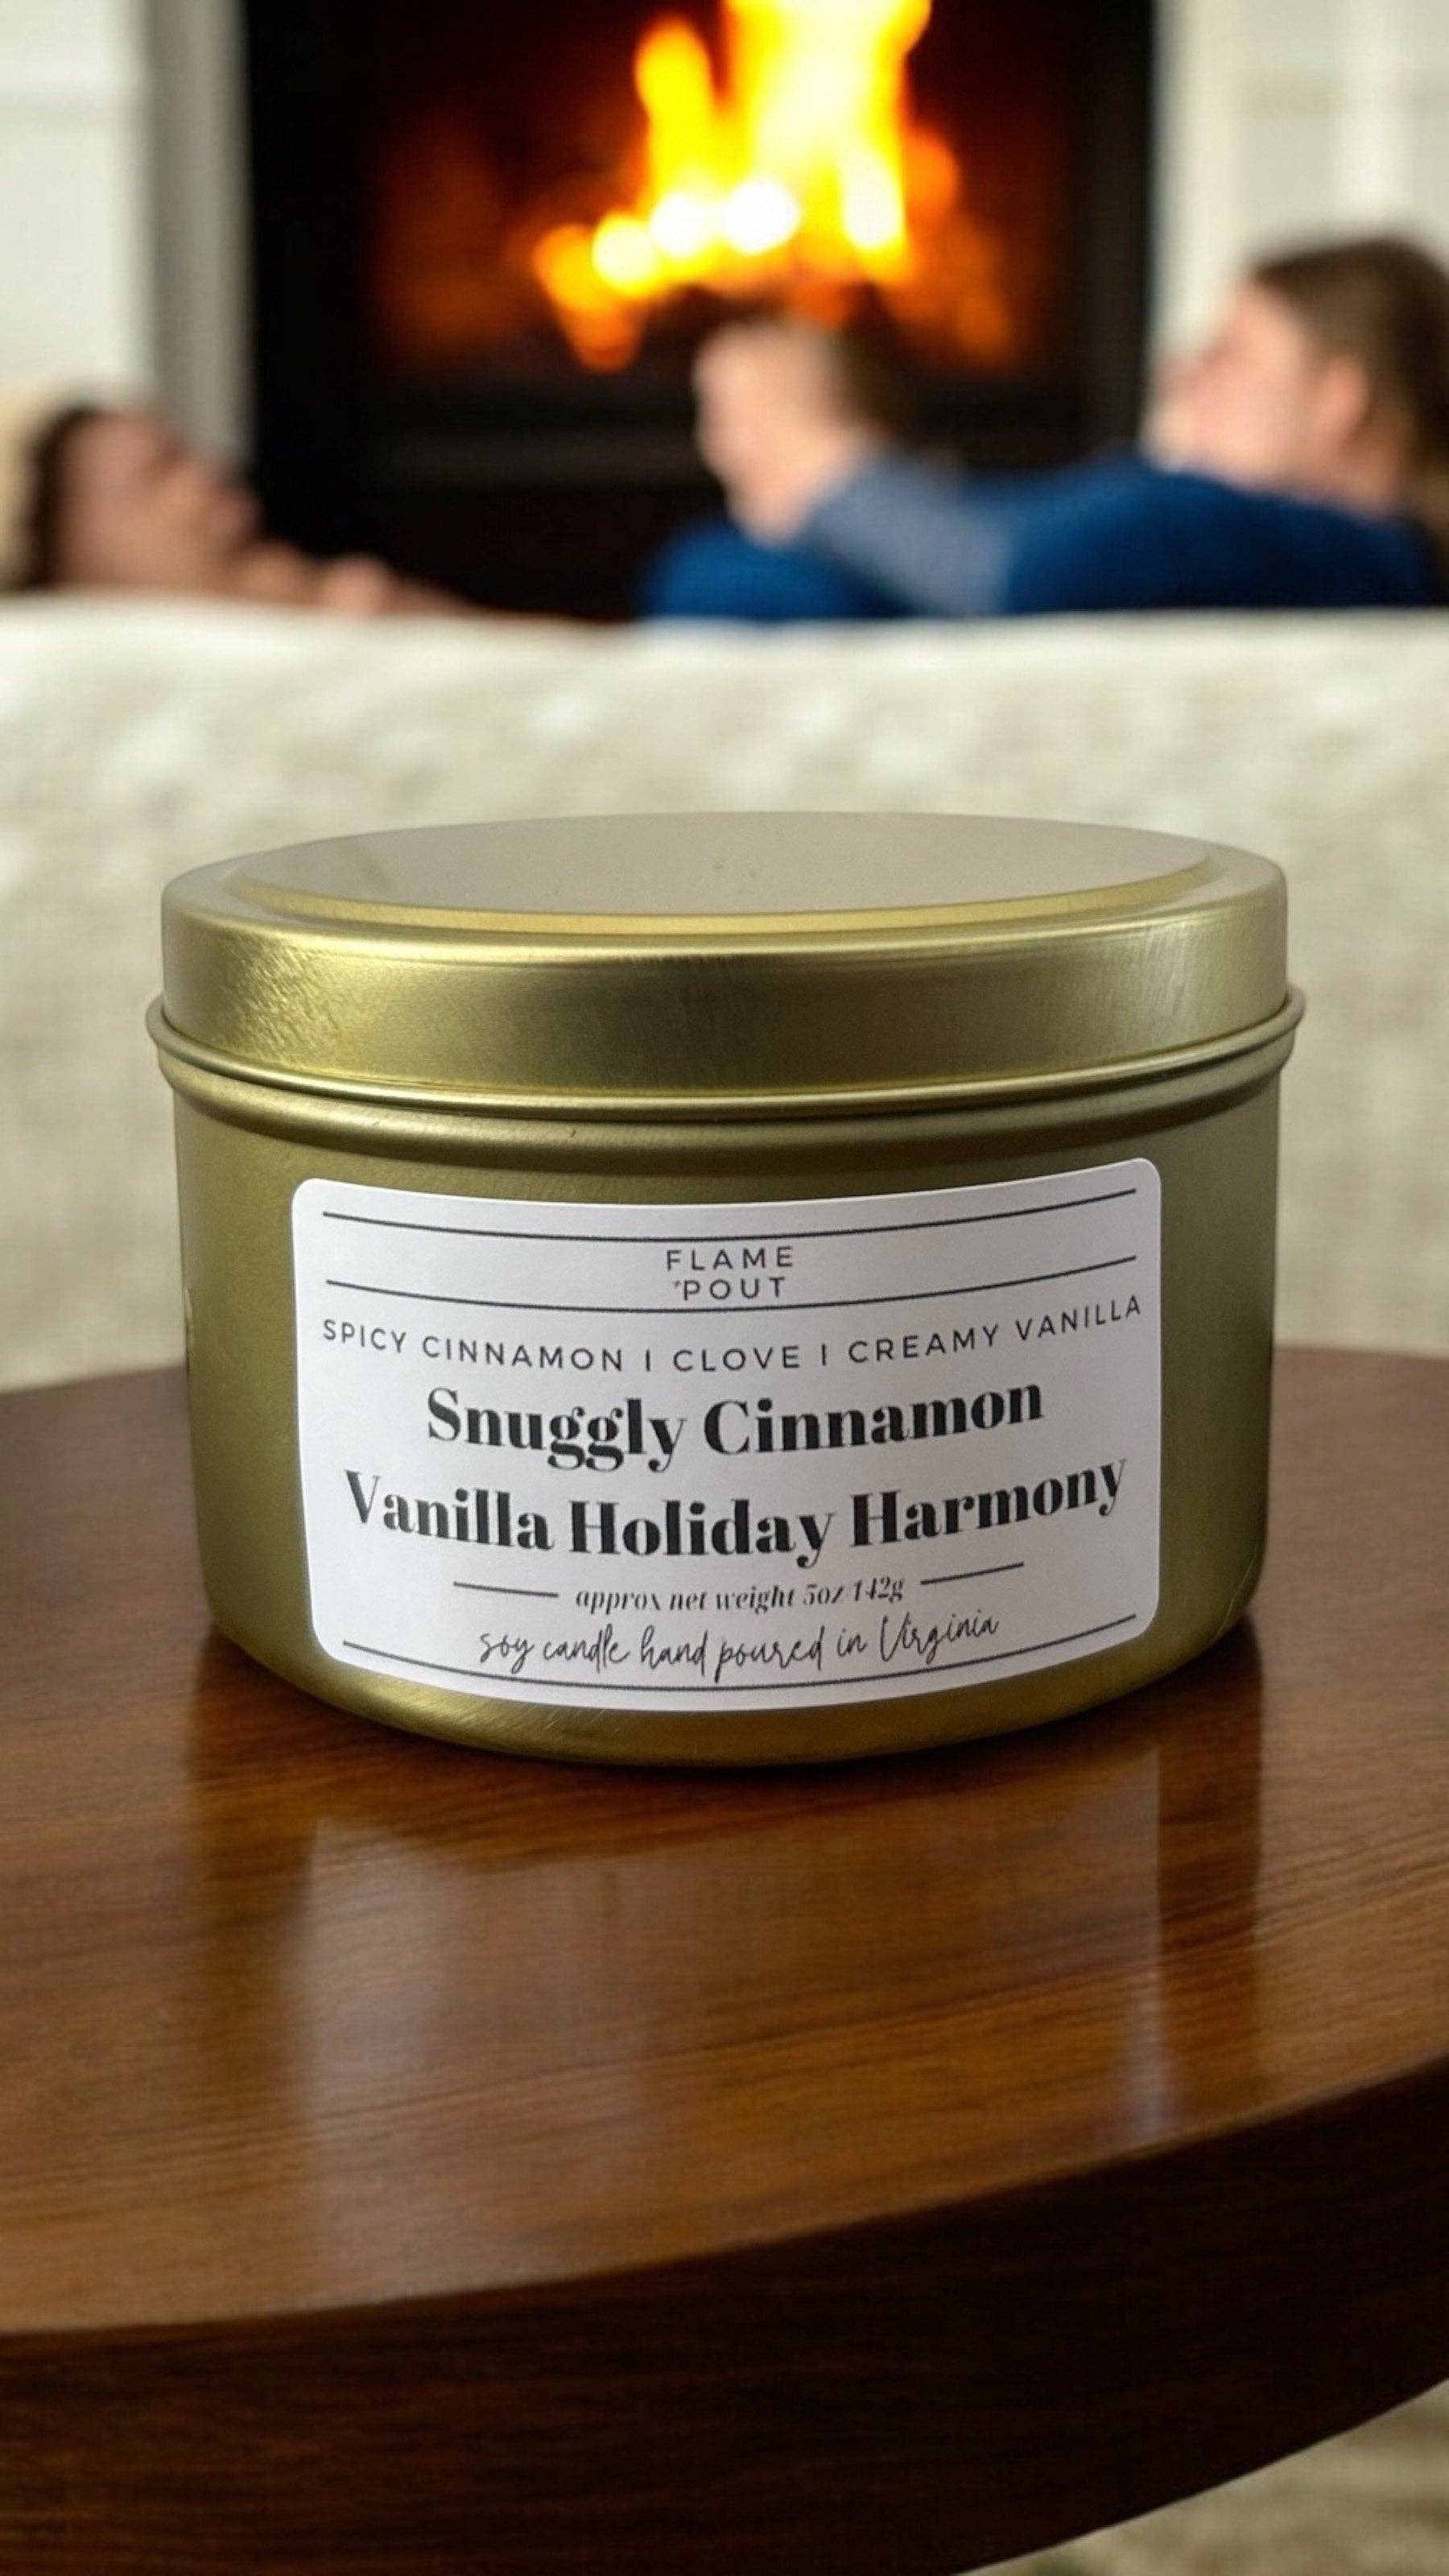 FLAME
'POUT
SPICY CINNAMON | CLOVE | CREAMY VANILLA
Snuggly Cinnamon
Vanilla Holiday Harmony
approx net weight 5oz 142g
soy candle hand poured in Virginia